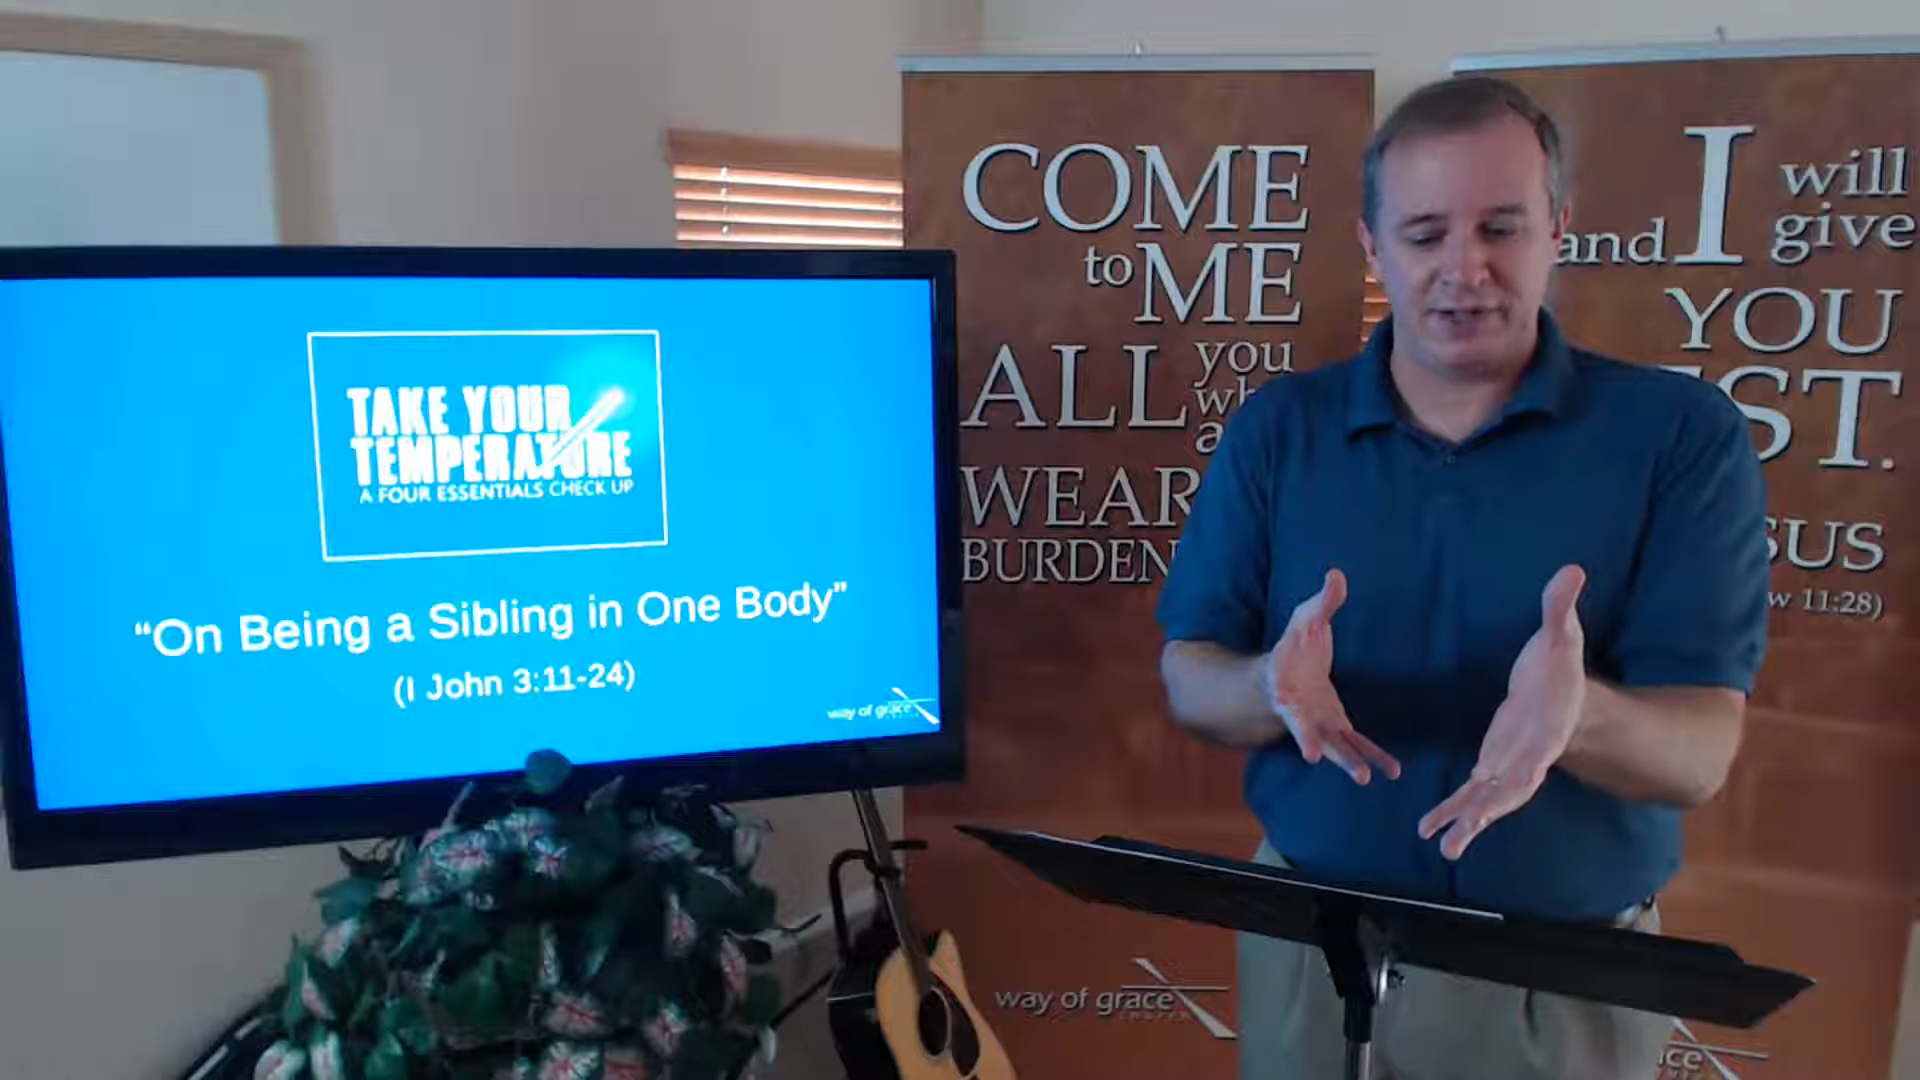 TAKE YOUR
TEMPERATURE
A FOUR ESSENTIALS CHECK UP
“On Being a Sibling in One Body”
(I John 3:11-24)
way of grace
COME
to ME
ALL you
WEAR
BURDEN
way of grace
CHURCH
and I will give
YOU
ST.
SUS
w 11:28)